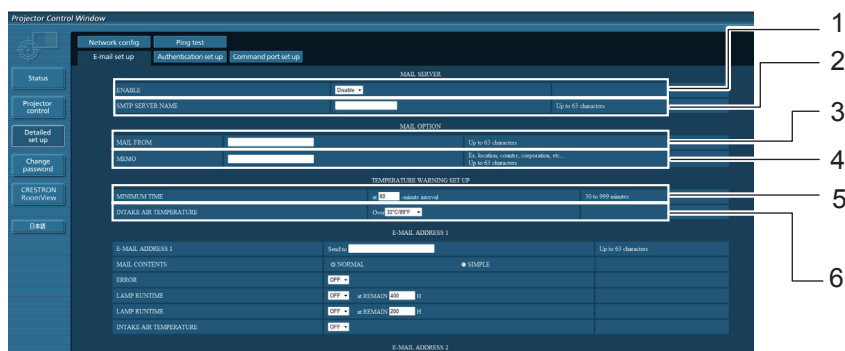 Projector Control Window
Network config Ping test
E-mail set up Authentication set up Command port set up
Status
Projector control
Detailed set up
Change password
CRESTRON RoomView
日本語
MAIL SERVER
ENABLE Disable
SMTP SERVER NAME Up to 63 characters
MAIL OPTION
MAIL FROM Up to 63 characters
MEMO Ex. location, country, corporation, etc...
Up to 63 characters
TEMPERATURE WARNING SET UP
MINIMUM TIME at 60 -minute interval 30 to 999 minutes
INTAKE AIR TEMPERATURE Over 32°C/89°F
E-MAIL ADDRESS 1
E-MAIL ADDRESS 1 Send to Up to 63 characters
MAIL CONTENTS NORMAL SIMPLE
ERROR OFF
LAMP RUNTIME OFF at REMAIN 400 H
LAMP RUNTIME OFF at REMAIN 200 H
INTAKE AIR TEMPERATURE OFF
E-MAIL ADDRESS 2
1
2
3
4
5
6